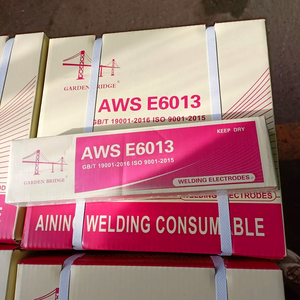 GARDEN BRIDGE
AWS E6013
GB/T 19001-2016 ISO 9001-2015
KEEP DRY
AWS E6013
GB/T 19001-2016 ISO 9001-2015
GARDEN BRIDGE
WELDING ELECTRODES
AINING WELDING CONSUMABLE